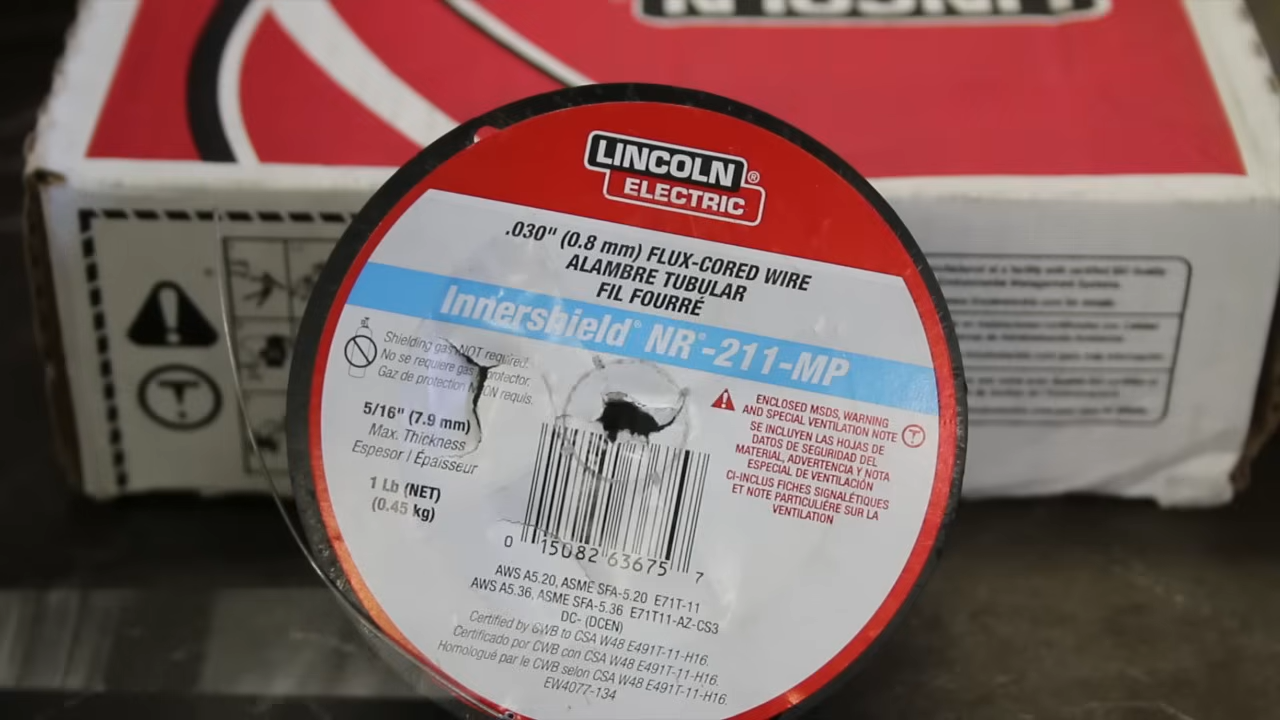 LINCOLN
LINCOLN®
ELECTRIC
.030" (0.8 mm) FLUX-CORED WIRE
ALAMBRE TUBULAR
FIL FOURRÉ
Innershield® NR®-211-MP
Shielding gas NOT required.
No se requiere gas protector.
Gaz de protection NON requis.
5/16" (7.9 mm)
Max. Thickness
Espesor / Épaisseur
1 Lb (NET)
(0.45 kg)
ENCLOSED MSDS, WARNING
AND SPECIAL VENTILATION NOTE
SE INCLUYEN LAS HOJAS DE
DATOS DE SEGURIDAD DEL
MATERIAL, ADVERTENCIA Y NOTA
ESPECIAL DE VENTILACIÓN
CI-INCLUS FICHES SIGNALÉTIQUES
ET NOTE PARTICULIÈRE SUR LA
VENTILATION
0 15082 63675 7
AWS A5.20, ASME SFA-5.20 E71T-11
AWS A5.36, ASME SFA-5.36 E71T11-AZ-CS3
DC- (DCEN)
Certified by CWB to CSA W48 E491T-11-H16.
Certificado por CWB con CSA W48 E491T-11-H16.
Homologué par le CWB selon CSA W48 E491T-11-H16.
EW4077-134